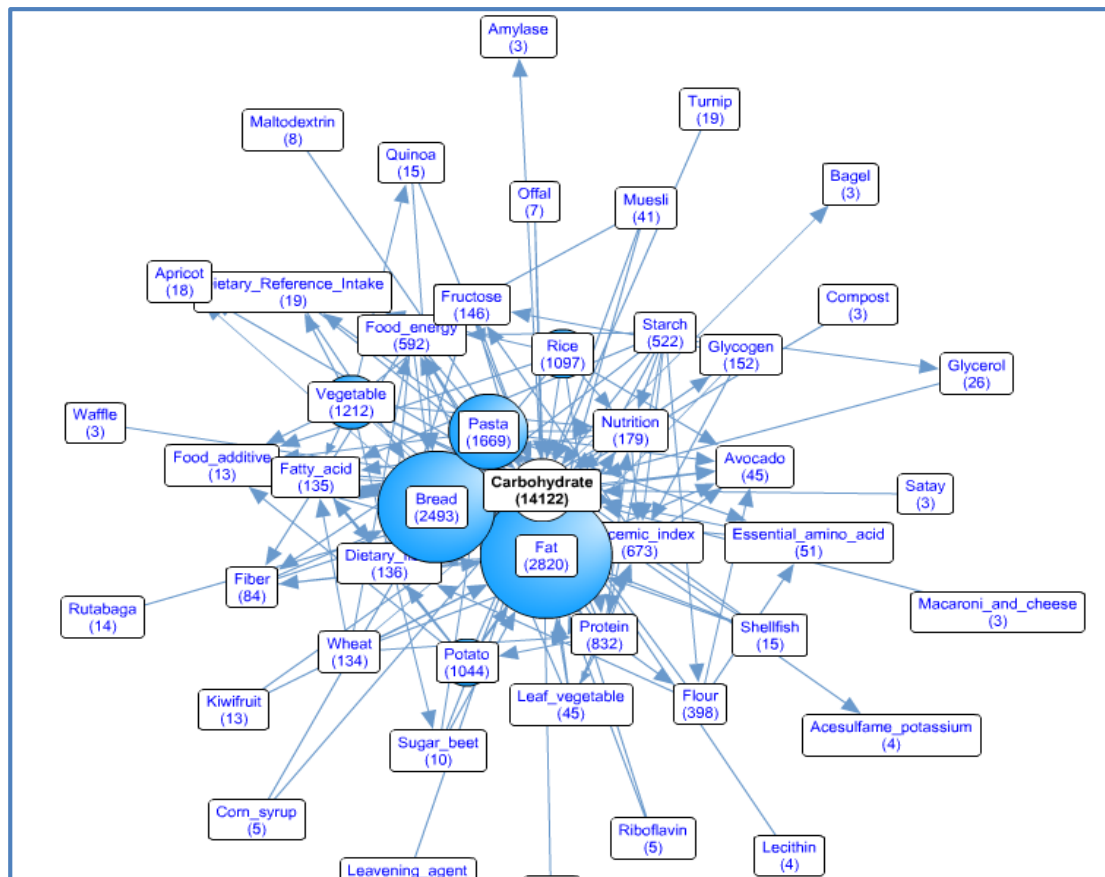 Amylase
(3)
Turnip
(19)
Maltodextrin
(8)
Quinoa
(15)
Bagel
(3)
Offal
(7)
Muesli
(41)
Apricot
(18)
ietary_Reference_Intake
(19)
Fructose
(146)
Compost
(3)
Food_energy
(592)
Rice
(1097)
Starch
(522)
Glycogen
(152)
Glycerol
(26)
Vegetable
(1212)
Waffle
(3)
Pasta
(1669)
Nutrition
(179)
Food_additive
(13)
Fatty_acid
(135)
Avocado
(45)
Carbohydrate
(14122)
Bread
(2493)
Satay
(3)
Fat
(2820)
cemic_index
(673)
Essential_amino_acid
(51)
Dietary_fi
(136)
Fiber
(84)
Rutabaga
(14)
Macaroni_and_cheese
(3)
Wheat
(134)
Potato
(1044)
Protein
(832)
Shellfish
(15)
Kiwifruit
(13)
Leaf_vegetable
(45)
Flour
(398)
Acesulfame_potassium
(4)
Sugar_beet
(10)
Corn_syrup
(5)
Riboflavin
(5)
Lecithin
(4)
Leavening_agent